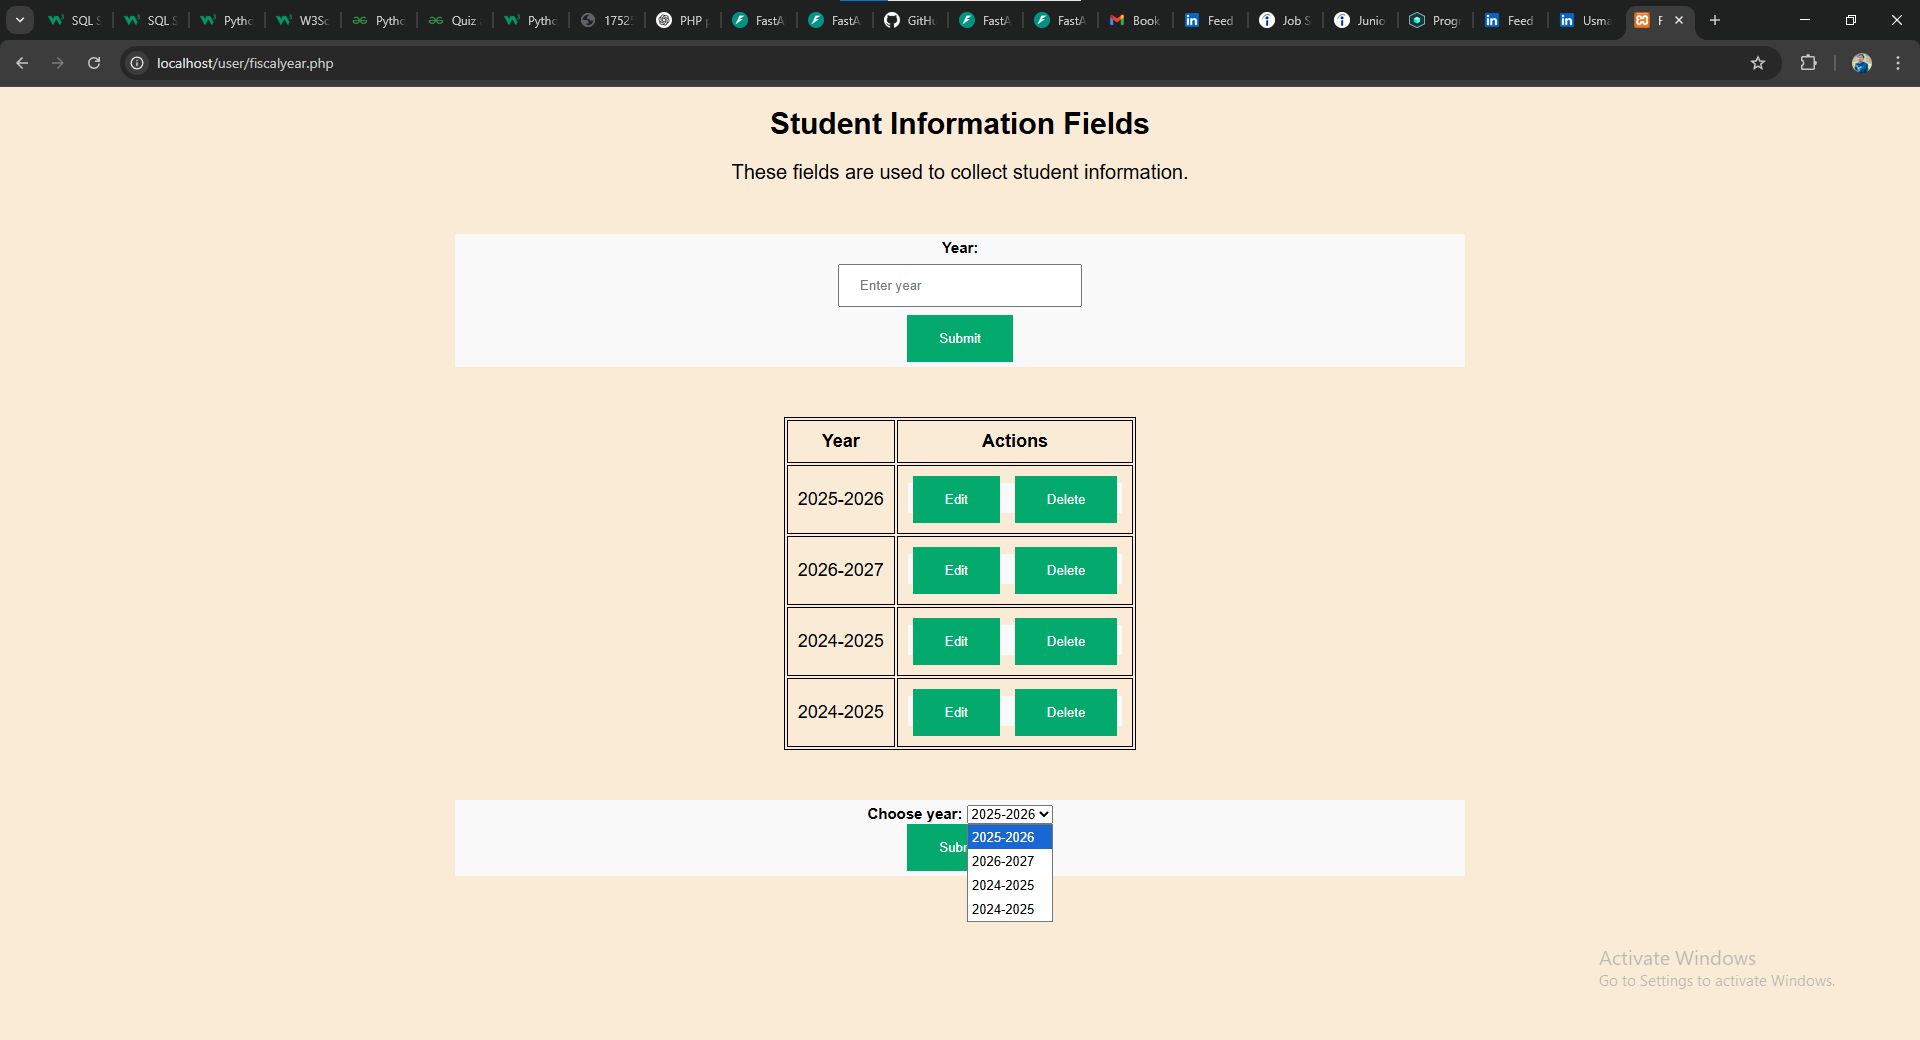 SQL
SQL
Pytho
W3Sc
Pytho
Quiz
Pytho
1752
PHP
FastA
FastA
GitHu
FastA
FastA
Book
Feed
Job S
Junio
Prog
Feed
Usma
localhost/user/fiscalyear.php
Student Information Fields
These fields are used to collect student information.
Year:
Enter year
Submit
Year Actions
2025-2026 Edit Delete
2026-2027 Edit Delete
2024-2025 Edit Delete
2024-2025 Edit Delete
Choose year: 2025-2026
2025-2026
Subm
2026-2027
2024-2025
2024-2025
Activate Windows
Go to Settings to activate Windows.